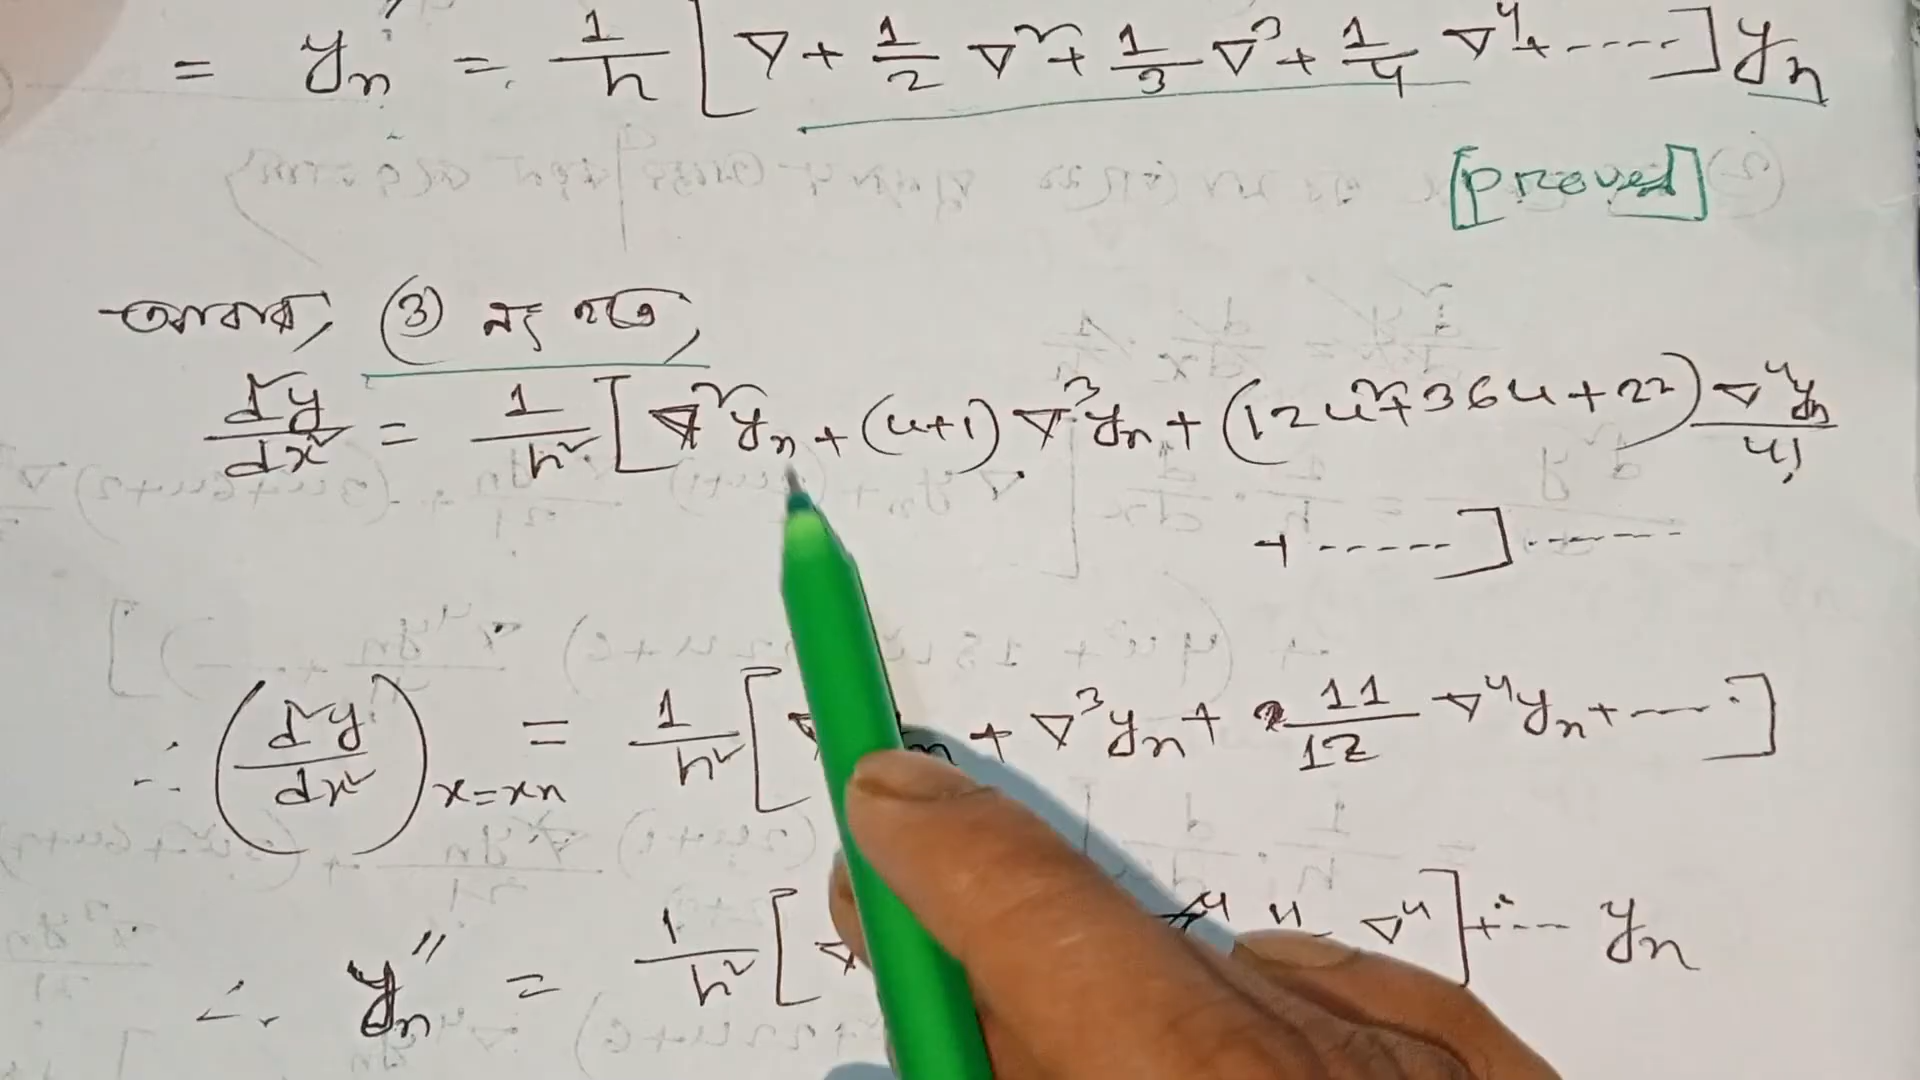 = yₙ' = 1/h [∇ + 1/2 ∇² + 1/3 ∇³ + 1/4 ∇⁴ + -----] yₙ
[proved]
আবার, ③ নং হতে,
d²y/dx² = 1/h² [∇²yₙ + (u+1) ∇³yₙ + (12u²+36u+22) ∇⁴yₙ/4!
+ -----] -------
∴ (d²y/dx²)ₓ₌ₓₙ = 1/h² [∇ n + ∇³yₙ + 11/12 ∇⁴yₙ + ----]
∴ yₙ'' = 1/h² [∇ ∇⁴] + --- yₙ